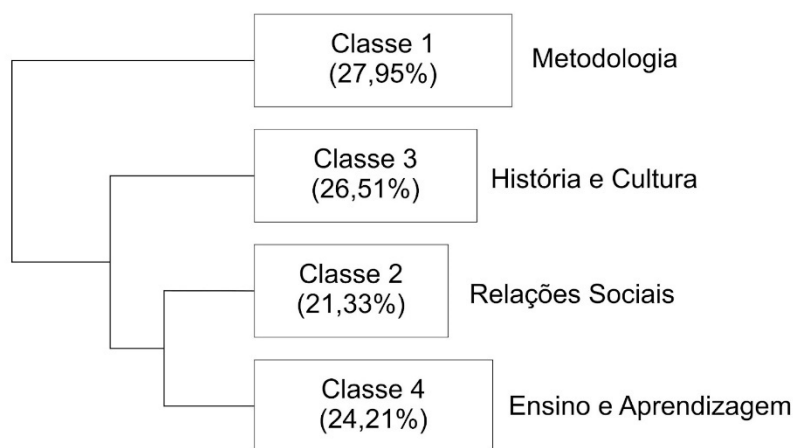 Classe 1
(27,95%)
Metodologia
Classe 3
(26,51%)
História e Cultura
Classe 2
(21,33%)
Relações Sociais
Classe 4
(24,21%)
Ensino e Aprendizagem